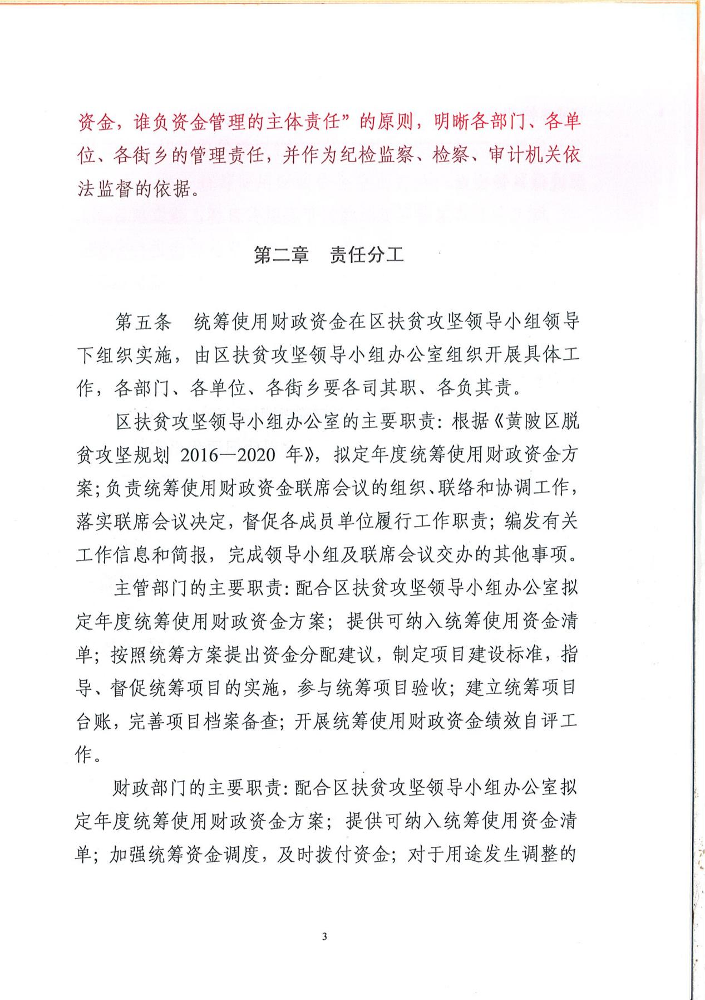 资金，谁负资金管理的主体责任”的原则，明晰各部门、各单
位、各街乡的管理责任，并作为纪检监察、检察、审计机关依
法监督的依据。
第二章　责任分工
第五条　统筹使用财政资金在区扶贫攻坚领导小组领导
下组织实施，由区扶贫攻坚领导小组办公室组织开展具体工
作，各部门、各单位、各街乡要各司其职、各负其责。
区扶贫攻坚领导小组办公室的主要职责：根据《黄陂区脱
贫攻坚规划 2016—2020 年》，拟定年度统筹使用财政资金方
案；负责统筹使用财政资金联席会议的组织、联络和协调工作，
落实联席会议决定，督促各成员单位履行工作职责；编发有关
工作信息和简报，完成领导小组及联席会议交办的其他事项。
主管部门的主要职责：配合区扶贫攻坚领导小组办公室拟
定年度统筹使用财政资金方案；提供可纳入统筹使用资金清
单；按照统筹方案提出资金分配建议，制定项目建设标准，指
导、督促统筹项目的实施，参与统筹项目验收；建立统筹项目
台账，完善项目档案备查；开展统筹使用财政资金绩效自评工
作。
财政部门的主要职责：配合区扶贫攻坚领导小组办公室拟
定年度统筹使用财政资金方案；提供可纳入统筹使用资金清
单；加强统筹资金调度，及时拨付资金；对于用途发生调整的
3